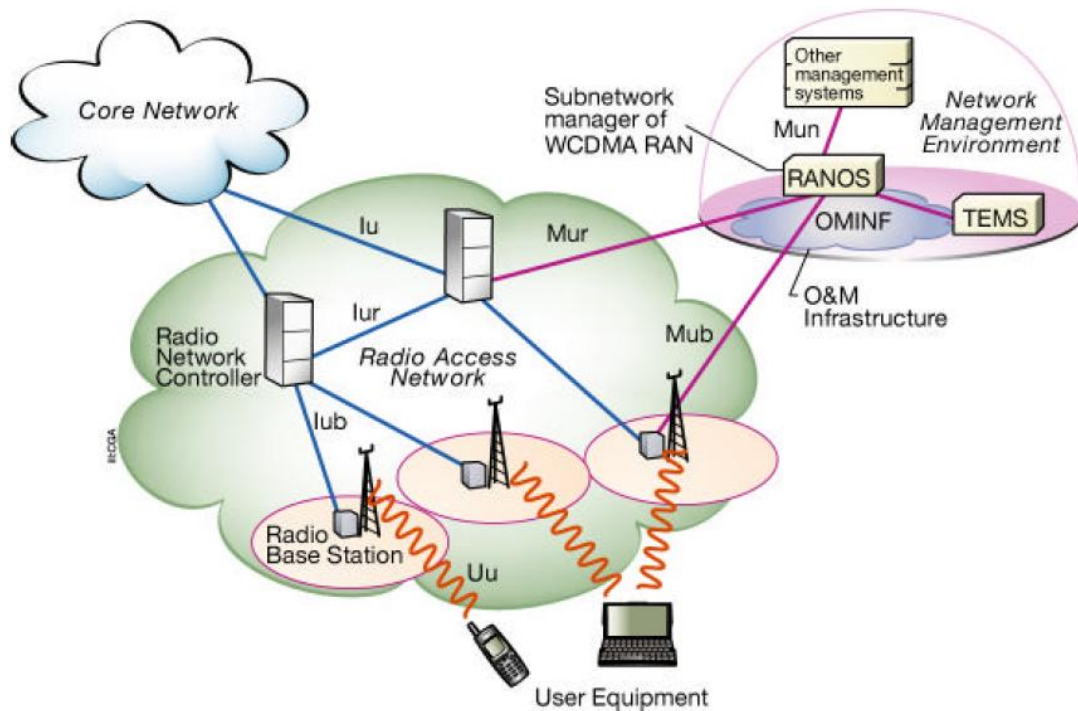 Core Network
Other
management
systems
Subnetwork
manager of
WCDMA RAN
Mun
Network
Management
Environment
RANOS
OMINF
TEMS
Iu
Mur
O&M
Infrastructure
Iur
Mub
Radio
Network
Controller
Radio Access
Network
Iub
Radio
Base Station
Uu
User Equipment